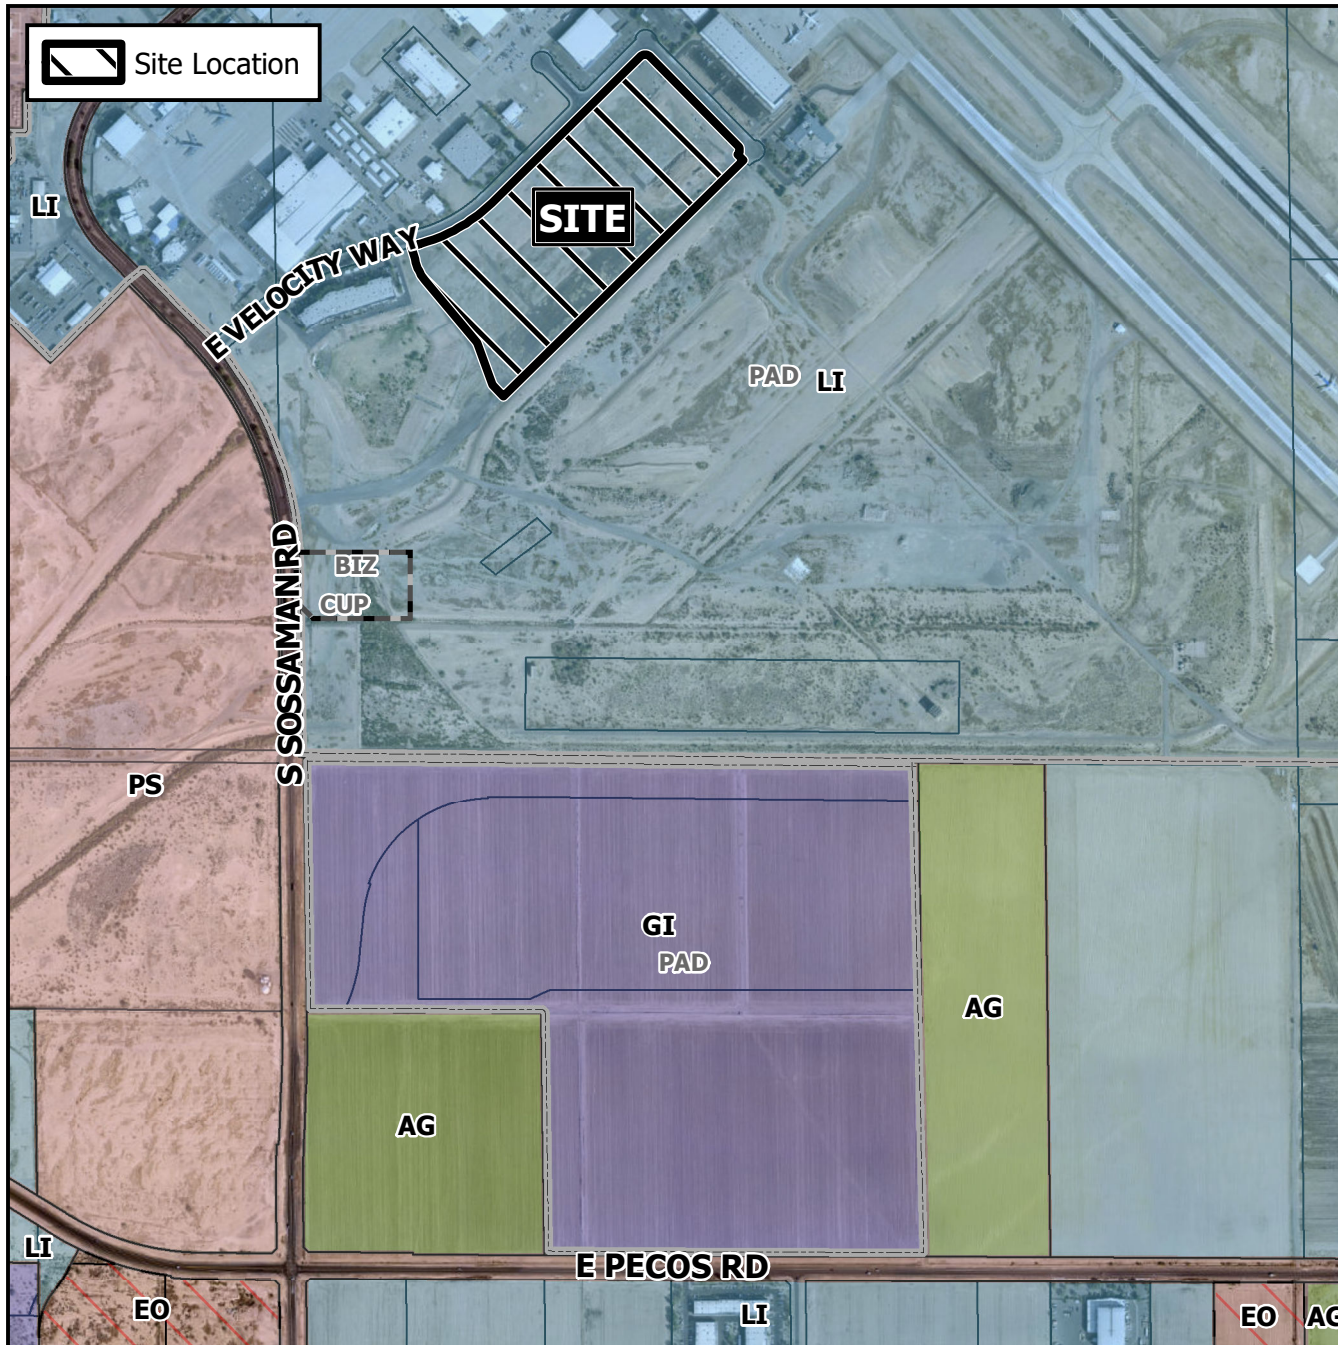 Site Location
LI
SITE
E VELOCITY WAY
PAD LI
BIZ
CUP
S SOSSAMAN RD
PS
GI
PAD
AG
AG
LI
E PECOS RD
EO
LI
EO
AG